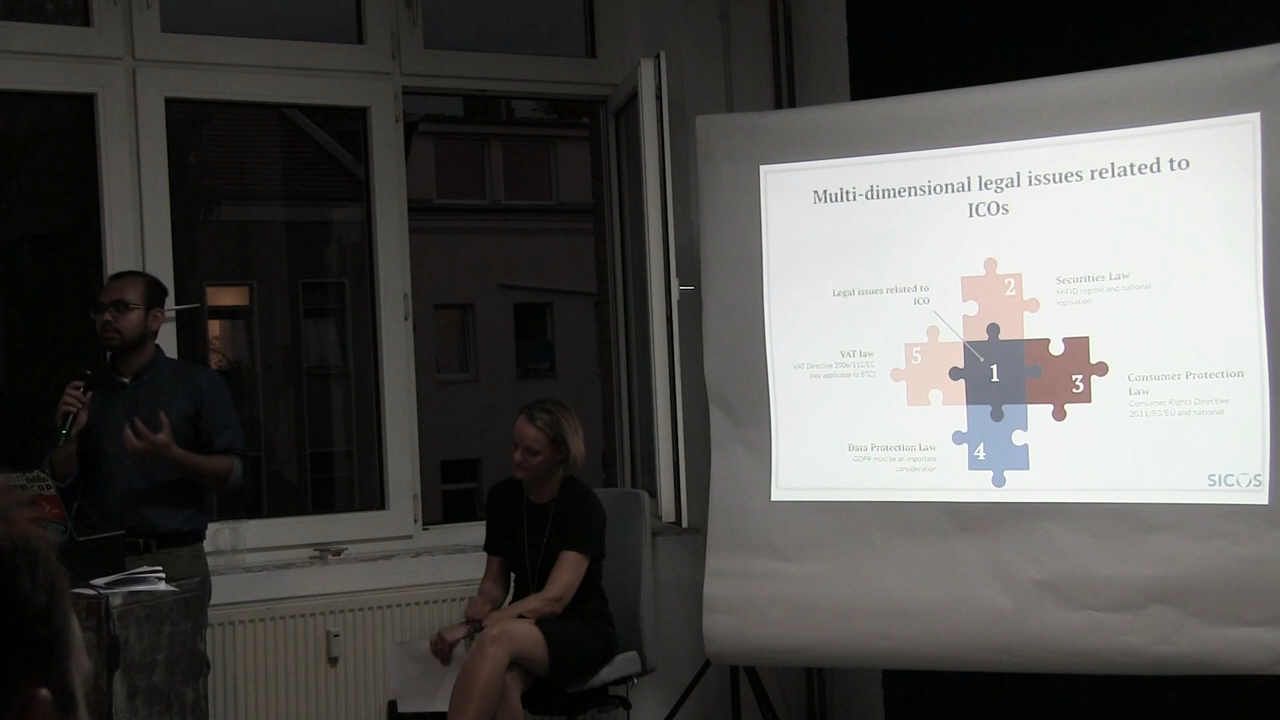 Multi-dimensional legal issues related to
ICOs
Legal issues related to
ICO
2
Securities Law
MiFID regime and national
legislation
5
VAT law
VAT Directive 2006/112/EC
(not applicable to BTC)
1
3
Consumer Protection
Law
Consumer Rights Directive
2011/83/EU and national
4
Data Protection Law
GDPR must be an important
consideration
SICOS